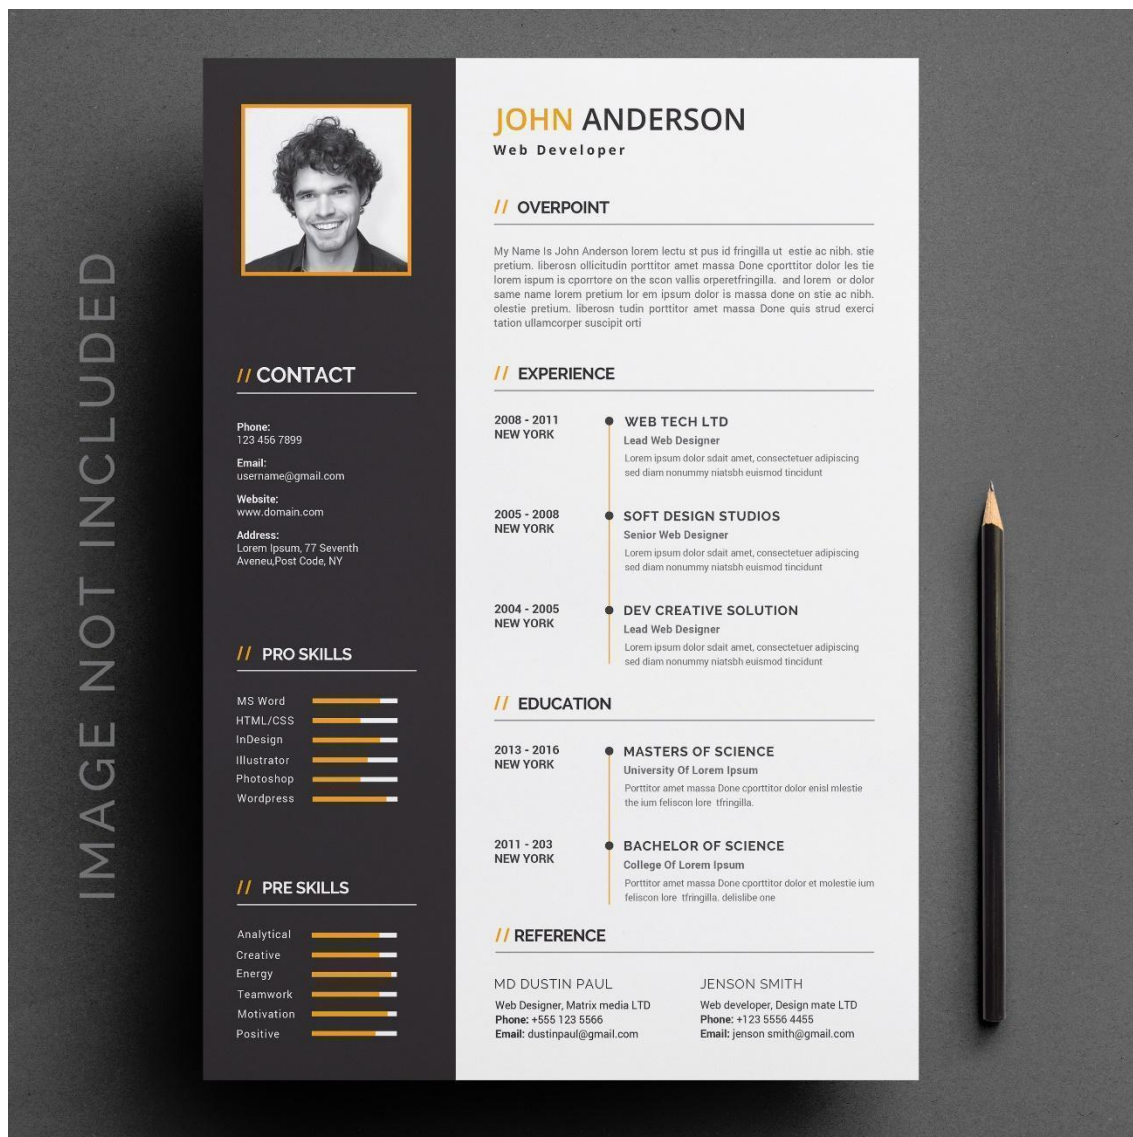 IMAGE NOT INCLUDED
// CONTACT
Phone:
123 456 7899
Email:
username@gmail.com
Website:
www.domain.com
Address:
Lorem Ipsum, 77 Seventh
Aveneu,Post Code, NY
// PRO SKILLS
MS Word
HTML/CSS
InDesign
Illustrator
Photoshop
Wordpress
// PRE SKILLS
Analytical
Creative
Energy
Teamwork
Motivation
Positive
JOHN ANDERSON
Web Developer
// OVERPOINT
My Name Is John Anderson lorem lectu st pus id fringilla ut estie ac nibh. stie
pretium. liberosn ollicitudin porttitor amet massa Done cporttitor dolor les tie
lorem ispum is cporrtore on the scon vallis orperetfringilla. and lorem or dolor
same name lorem pretium lor em ipsum dolor is massa done on stie ac nibh.
olestie pretium. liberosn tudin porttitor amet massa Done quis strud exerci
tation ullamcorper suscipit orti
// EXPERIENCE
2008 - 2011
NEW YORK
WEB TECH LTD
Lead Web Designer
Lorem ipsum dolor sdait amet, consectetuer adipiscing
sed diam nonummy niatsbh euismod tincidunt
2005 - 2008
NEW YORK
SOFT DESIGN STUDIOS
Senior Web Designer
Lorem ipsum dolor sdait amet, consectetuer adipiscing
sed diam nonummy niatsbh euismod tincidunt
2004 - 2005
NEW YORK
DEV CREATIVE SOLUTION
Lead Web Designer
Lorem ipsum dolor sdait amet, consectetuer adipiscing
sed diam nonummy niatsbh euismod tincidunt
// EDUCATION
2013 - 2016
NEW YORK
MASTERS OF SCIENCE
University Of Lorem Ipsum
Porttitor amet massa Done cporttitor dolor enisl mlestie
the ium feliscon lore tfringilla.
2011 - 203
NEW YORK
BACHELOR OF SCIENCE
College Of Lorem Ipsum
Porttitor amet massa Done cporttitor dolor et molestie ium
feliscon lore tfringilla. delislibe one
// REFERENCE
MD DUSTIN PAUL
Web Designer, Matrix media LTD
Phone: +555 123 5566
Email: dustinpaul@gmail.com
JENSON SMITH
Web developer, Design mate LTD
Phone: +123 5556 4455
Email: jenson smith@gmail.com